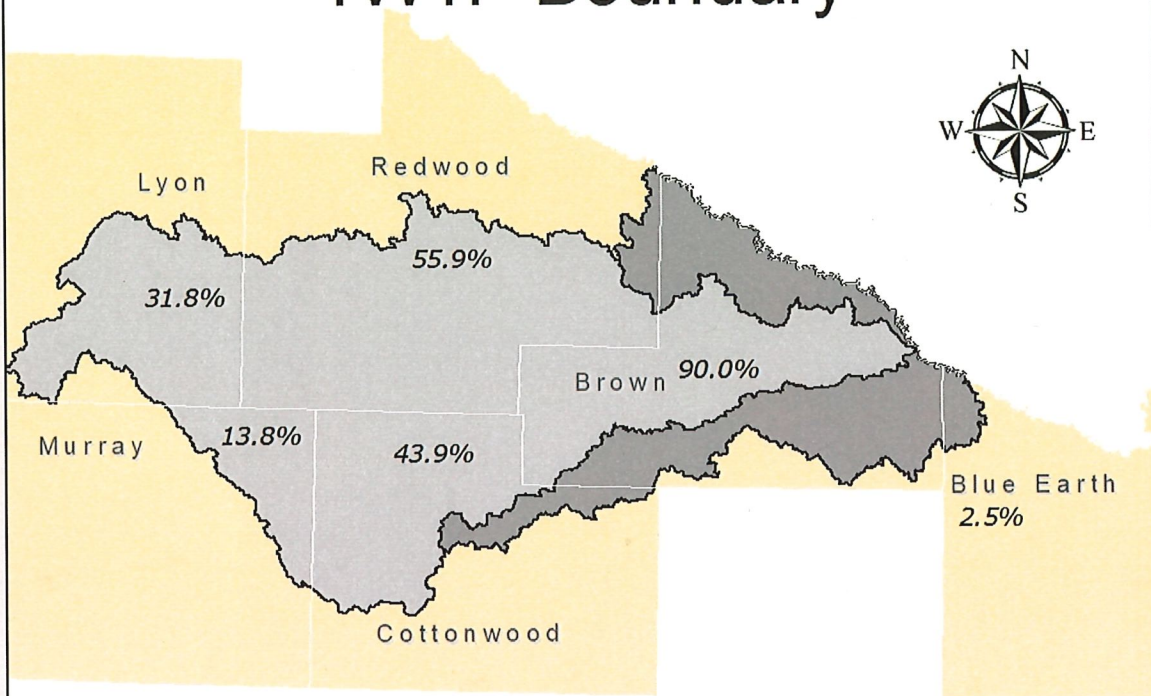 Boundary
N
W E
S
Lyon
Redwood
55.9%
31.8%
Brown 90.0%
Murray
13.8%
43.9%
Blue Earth
2.5%
Cottonwood